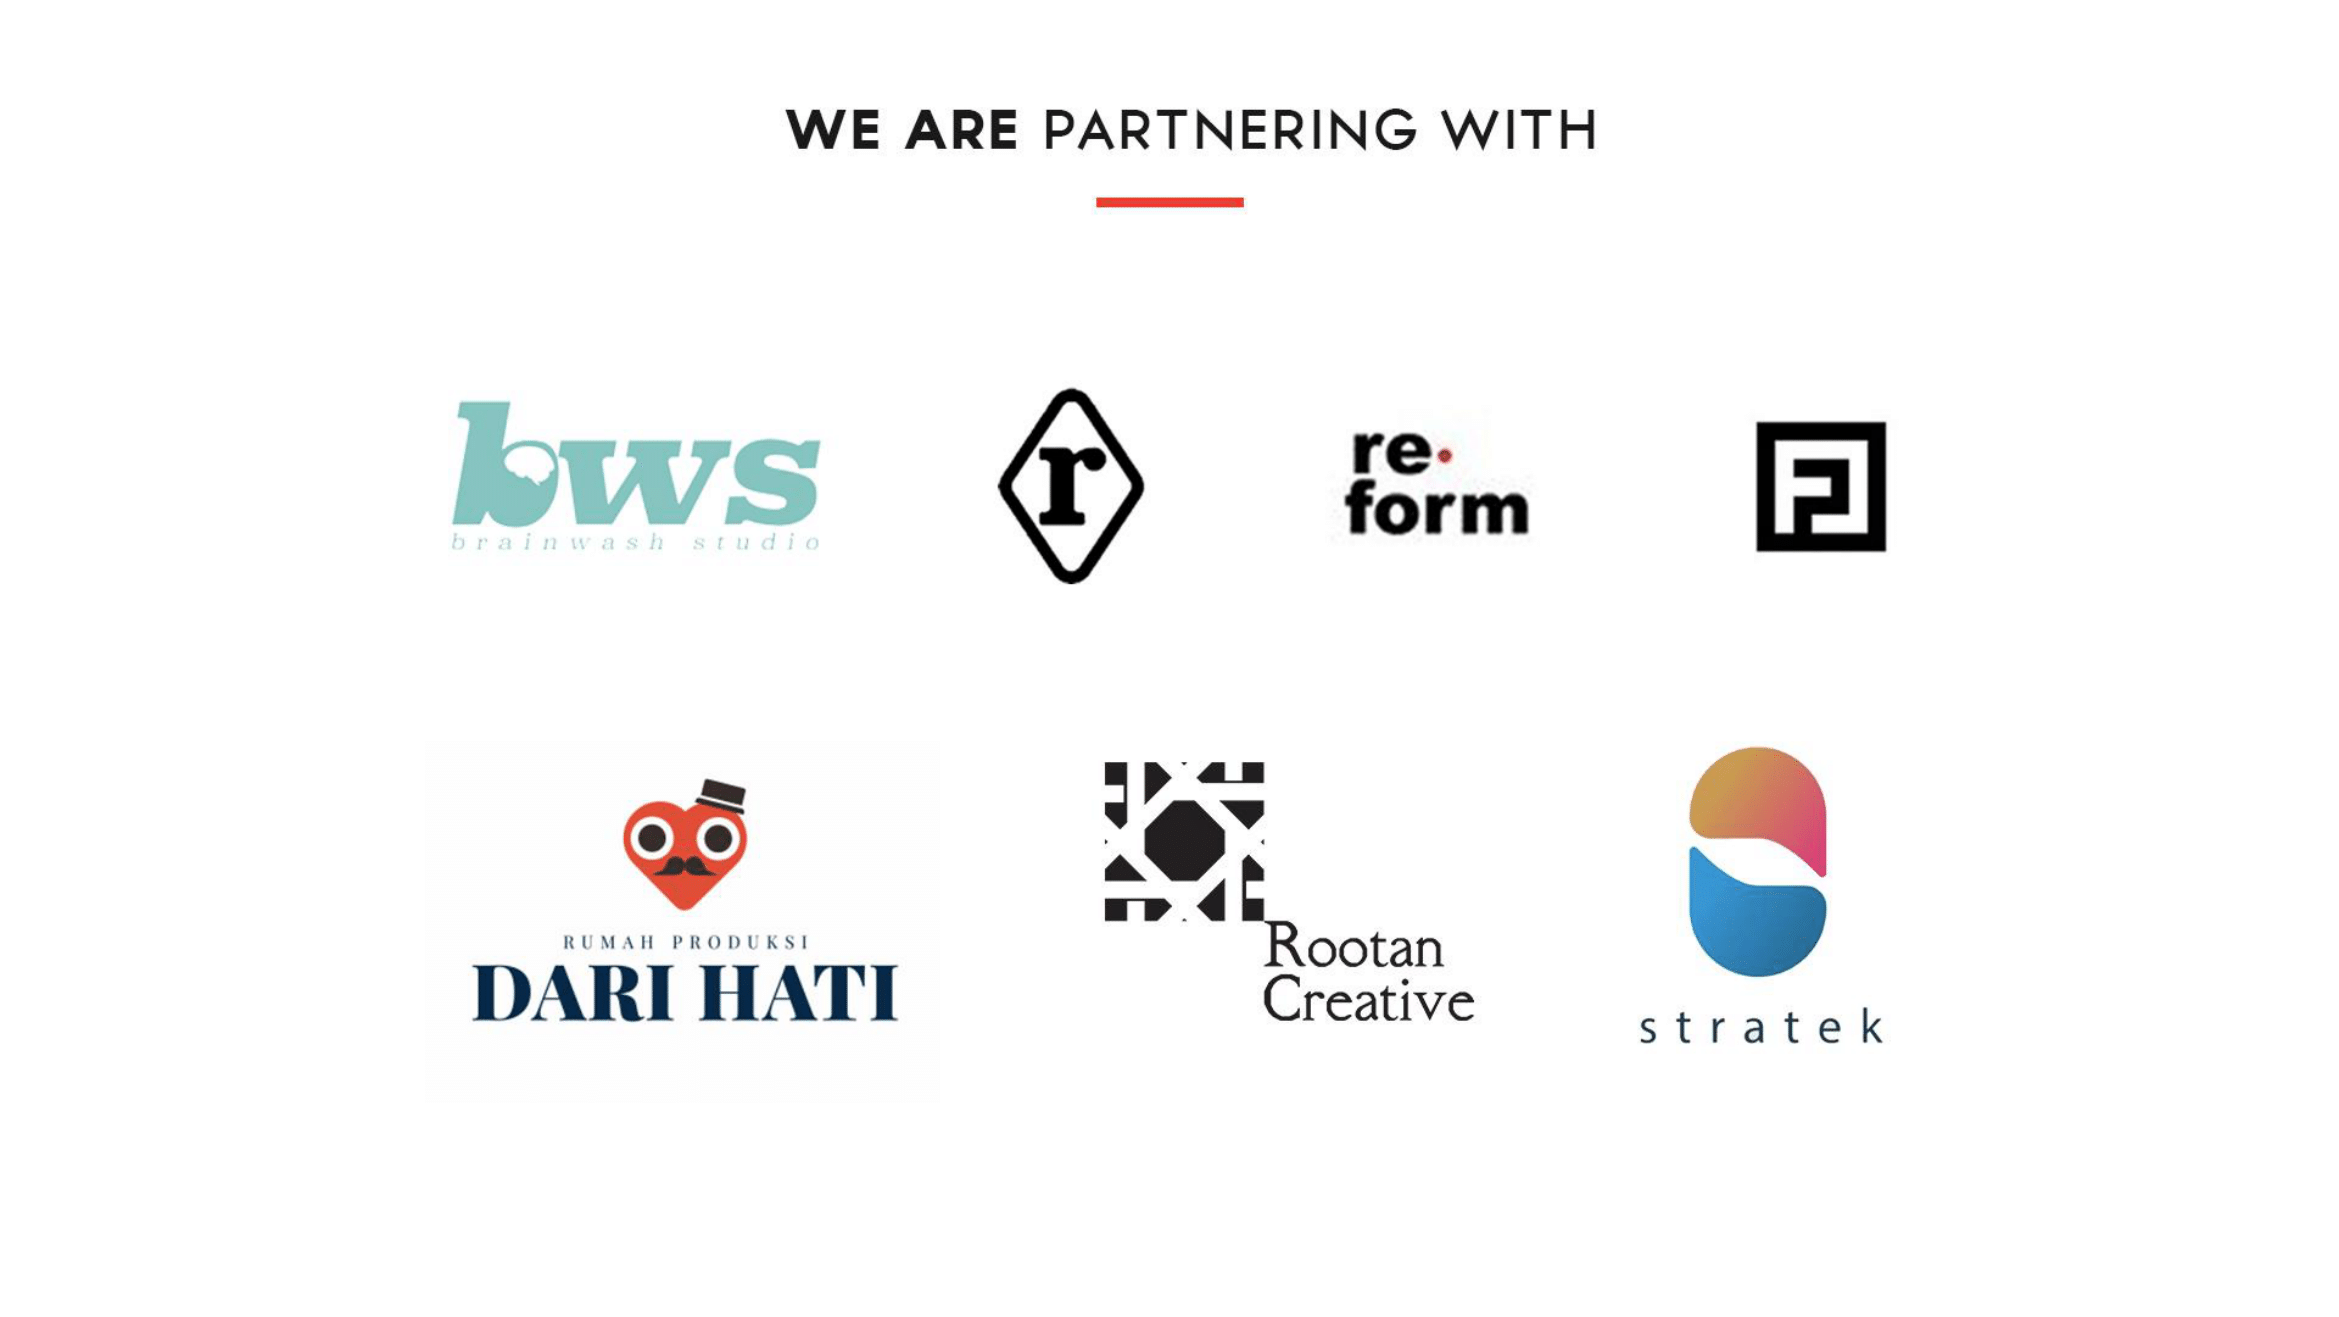 WE ARE PARTNERING WITH
bws
brainwash studio
r
re.
form
RUMAH PRODUKSI
DARI HATI
Rootan
Creative
stratek